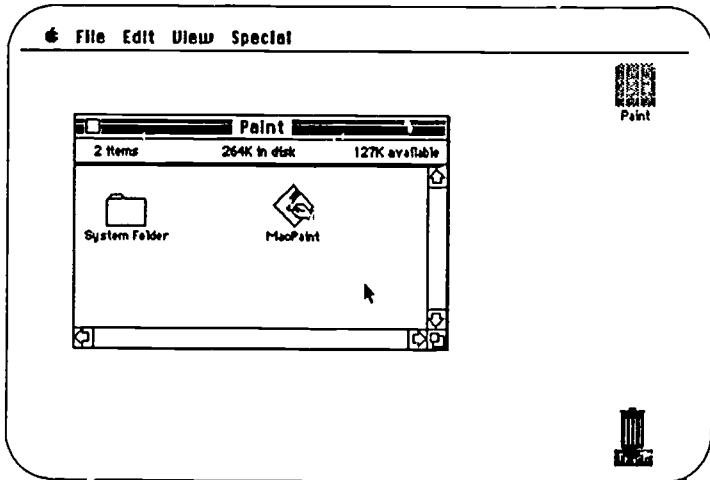 File Edit View Special
Paint
Paint
2 items 264K in disk 127K available
System Folder MacPaint